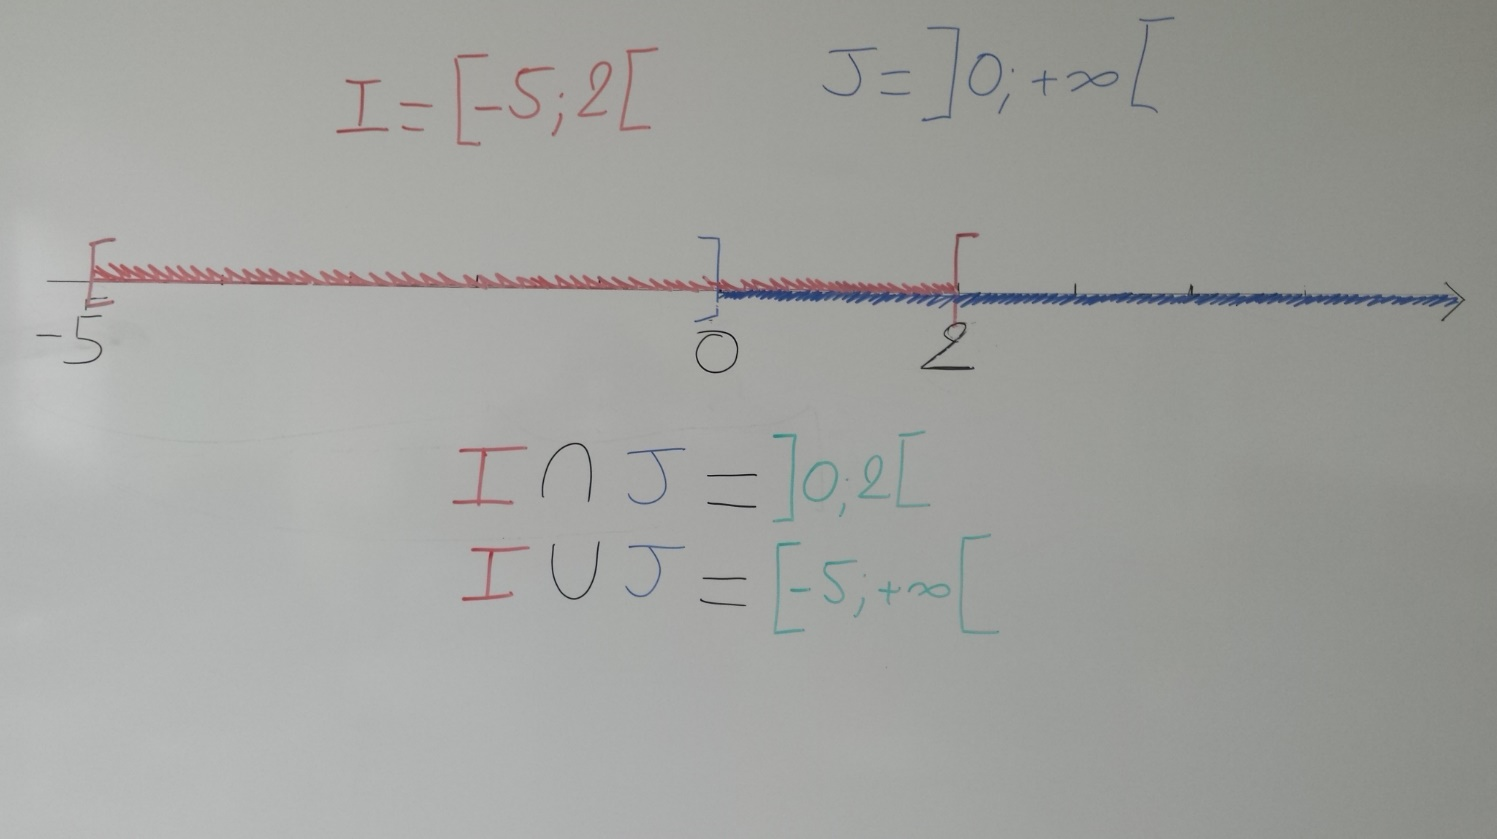 I = [-5;2[ J = ]0;+∞[
-5 0 2
I ∩ J = ]0;2[
I ∪ J = [-5;+∞[